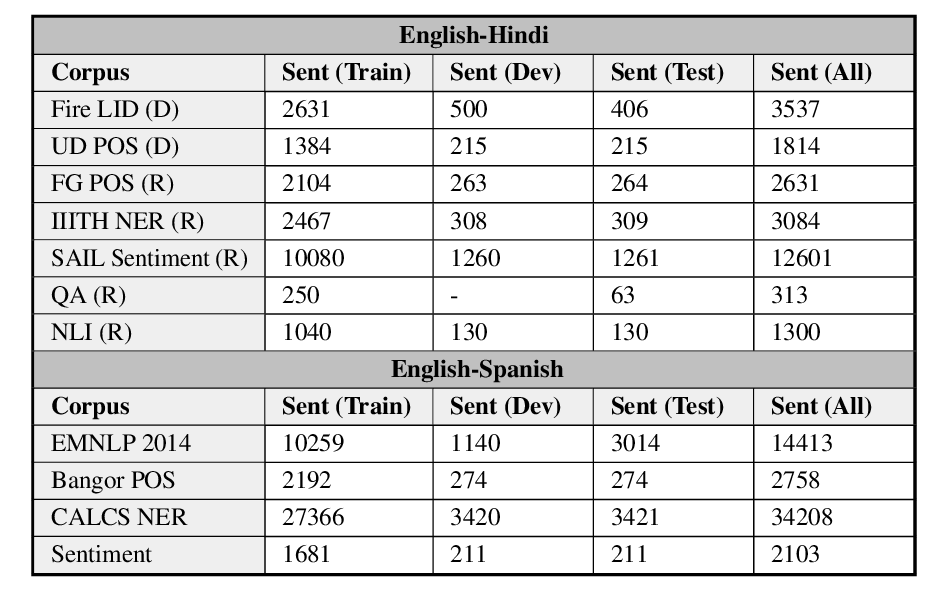 English-Hindi
Corpus Sent (Train) Sent (Dev) Sent (Test) Sent (All)
Fire LID (D) 2631 500 406 3537
UD POS (D) 1384 215 215 1814
FG POS (R) 2104 263 264 2631
IIITH NER (R) 2467 308 309 3084
SAIL Sentiment (R) 10080 1260 1261 12601
QA (R) 250 - 63 313
NLI (R) 1040 130 130 1300
English-Spanish
Corpus Sent (Train) Sent (Dev) Sent (Test) Sent (All)
EMNLP 2014 10259 1140 3014 14413
Bangor POS 2192 274 274 2758
CALCS NER 27366 3420 3421 34208
Sentiment 1681 211 211 2103